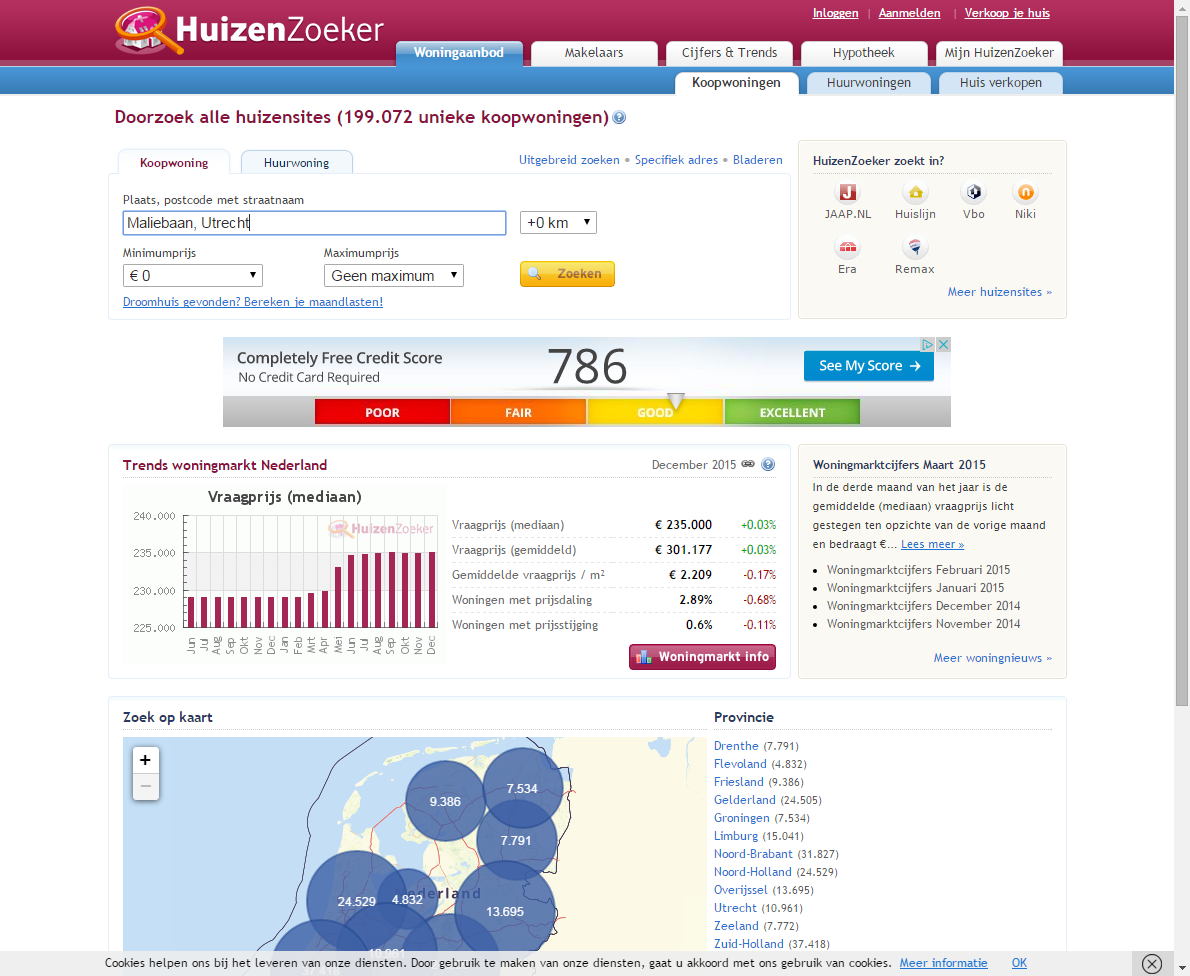 HuizenZoeker
Inloggen | Aanmelden | Verkoop je huis
Woningaanbod Makelaars Cijfers & Trends Hypotheek Mijn HuizenZoeker
Koopwoningen Huurwoningen Huis verkopen
Doorzoek alle huizensites (199.072 unieke koopwoningen) ?
Koopwoning Huurwoning
Uitgebreid zoeken • Specifiek adres • Bladeren
Plaats, postcode met straatnaam
Maliebaan, Utrecht +0 km
Minimumprijs Maximumprijs
€ 0 Geen maximum Zoeken
Droomhuis gevonden? Bereken je maandlasten!
HuizenZoeker zoekt in?
JAAP.NL Huislijn Vbo Niki
Era Remax
Meer huizensites »
Completely Free Credit Score
No Credit Card Required
786
See My Score →
POOR FAIR GOOD EXCELLENT
Trends woningmarkt Nederland
December 2015 ?
Vraagprijs (mediaan)
HuizenZoeker
240.000
235.000
230.000
225.000
Jun Jul Aug Sep Okt Nov Dec Jan Feb Mrt Apr Mei Jun Jul Aug Sep Okt Nov Dec
Vraagprijs (mediaan) € 235.000 +0.03%
Vraagprijs (gemiddeld) € 301.177 +0.03%
Gemiddelde vraagprijs / m² € 2.209 -0.17%
Woningen met prijsdaling 2.89% -0.68%
Woningen met prijsstijging 0.6% -0.11%
Woningmarkt info
Woningmarktcijfers Maart 2015
In de derde maand van het jaar is de
gemiddelde (mediaan) vraagprijs licht
gestegen ten opzichte van de vorige maand
en bedraagt €... Lees meer »
Woningmarktcijfers Februari 2015
Woningmarktcijfers Januari 2015
Woningmarktcijfers December 2014
Woningmarktcijfers November 2014
Meer woningnieuws »
Zoek op kaart
+
−
9.386
7.534
7.791
24.529
4.832
13.695
Provincie
Drenthe (7.791)
Flevoland (4.832)
Friesland (9.386)
Gelderland (24.505)
Groningen (7.534)
Limburg (15.041)
Noord-Brabant (31.827)
Noord-Holland (24.529)
Overijssel (13.695)
Utrecht (10.961)
Zeeland (7.772)
Zuid-Holland (37.418)
Cookies helpen ons bij het leveren van onze diensten. Door gebruik te maken van onze diensten, gaat u akkoord met ons gebruik van cookies. Meer informatie OK